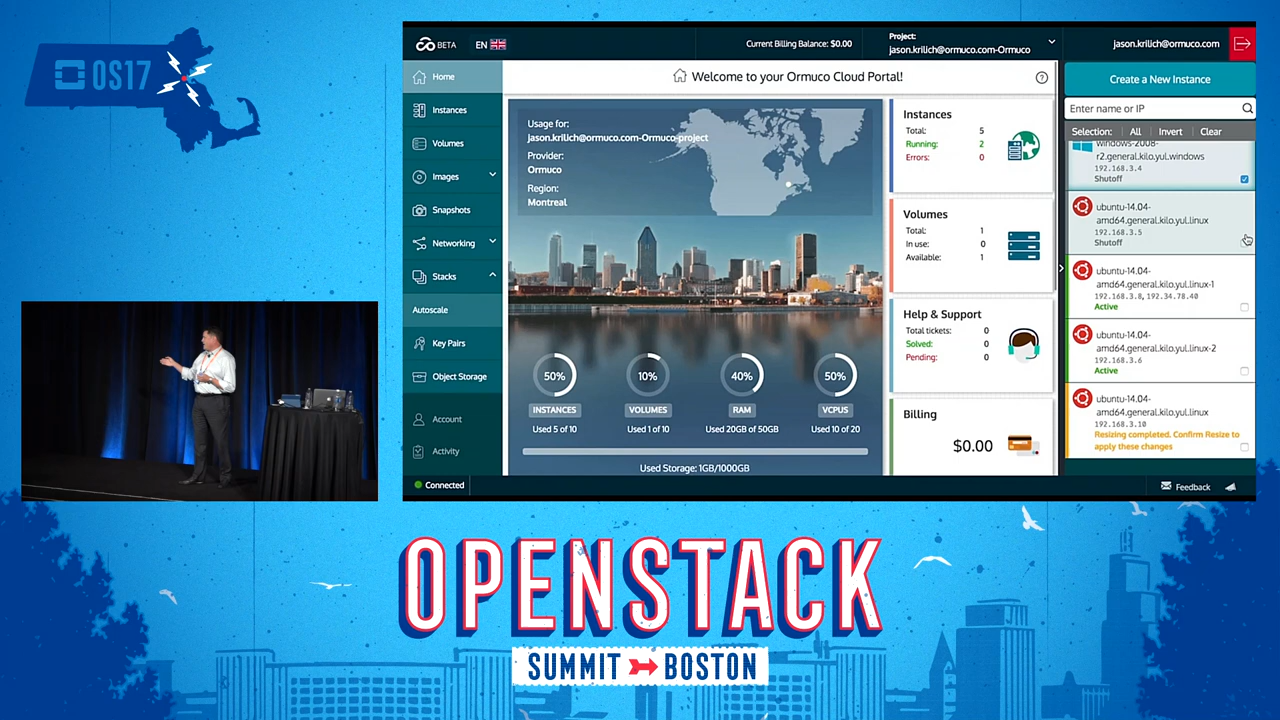 OS17
BETA
EN
Current Billing Balance: $0.00
Project:
jason.krilich@ormuco.com-Ormuco
jason.krilich@ormuco.com
Home
Instances
Volumes
Images
Snapshots
Networking
Stacks
Autoscale
Key Pairs
Object Storage
Account
Activity
Connected
Welcome to your Ormuco Cloud Portal!
?
Usage for:
jason.krilich@ormuco.com-Ormuco-project
Provider:
Ormuco
Region:
Montreal
50%
10%
40%
50%
INSTANCES
VOLUMES
RAM
VCPUS
Used 5 of 10
Used 1 of 10
Used 20GB of 50GB
Used 10 of 20
Used Storage: 1GB/1000GB
Instances
Total: 5
Running: 2
Errors: 0
Volumes
Total: 1
In use: 0
Available: 1
Help & Support
Total tickets: 0
Solved: 0
Pending: 0
Billing
$0.00
Create a New Instance
Enter name or IP
Selection: All Invert Clear
windows-2008-
r2.general.kilo.yul.windows
192.168.3.4
Shutoff
ubuntu-14.04-
amd64.general.kilo.yul.linux
192.168.3.5
Shutoff
ubuntu-14.04-
amd64.general.kilo.yul.linux-1
192.168.3.8, 192.34.78.40
Active
ubuntu-14.04-
amd64.general.kilo.yul.linux-2
192.168.3.6
Active
ubuntu-14.04-
amd64.general.kilo.yul.linux
192.168.3.10
Resizing completed. Confirm Resize to
apply these changes
Feedback
OPENSTACK
SUMMIT BOSTON